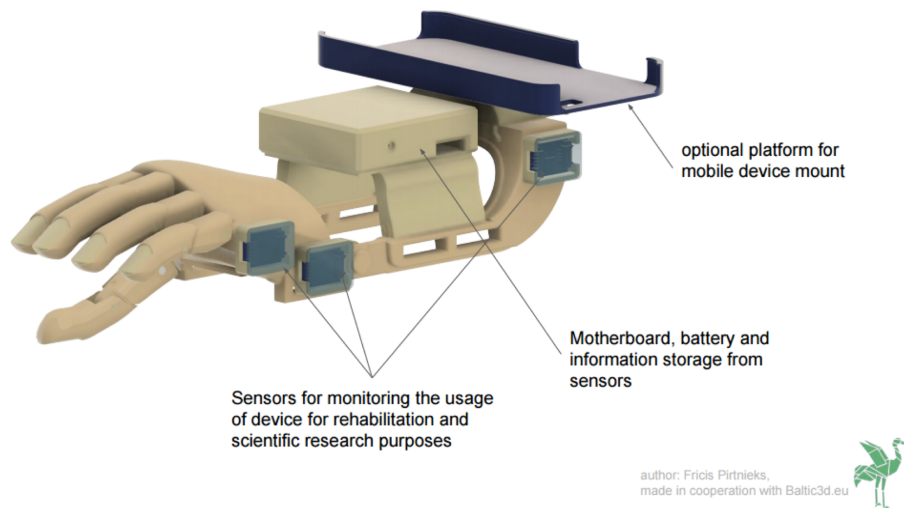 optional platform for
mobile device mount
Motherboard, battery and
information storage from
sensors
Sensors for monitoring the usage
of device for rehabilitation and
scientific research purposes
author: Fricis Pirtnieks,
made in cooperation with Baltic3d.eu